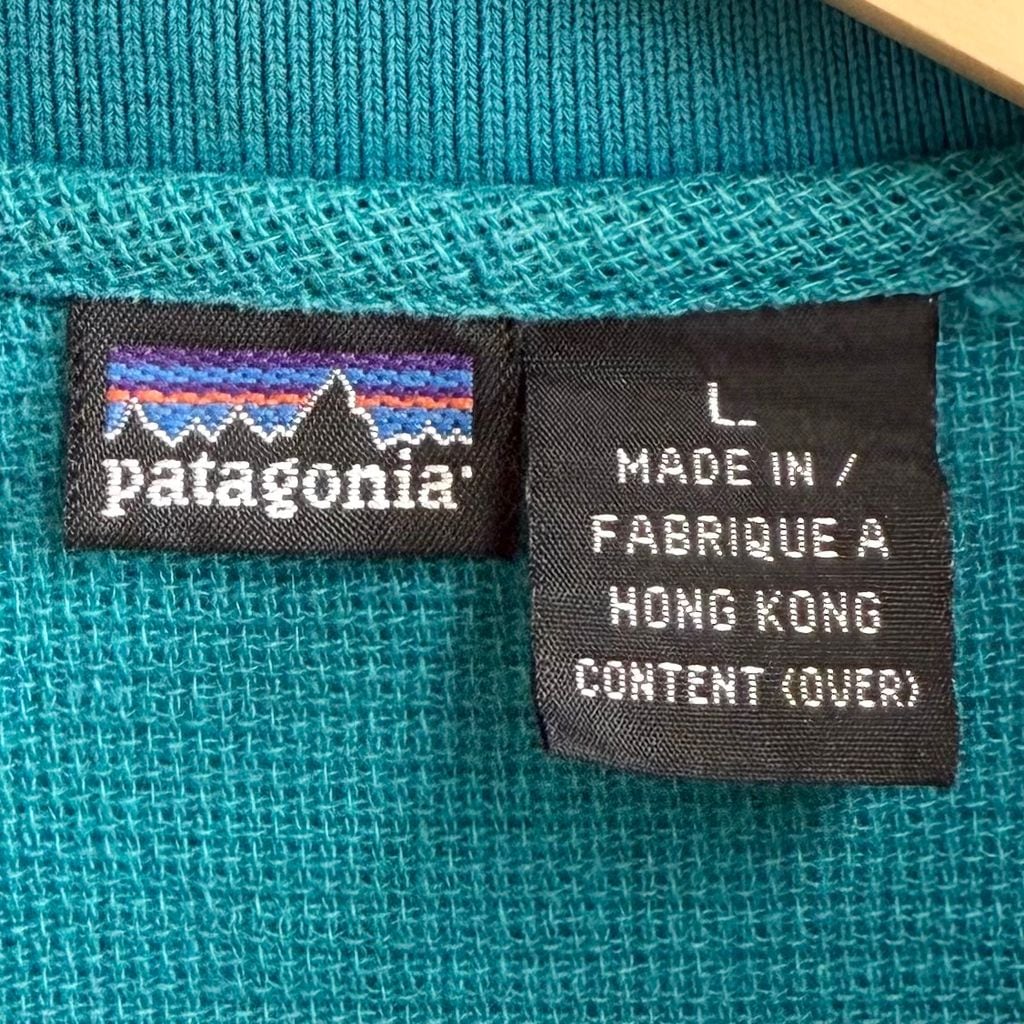 patagonia
L
MADE IN /
FABRIQUE A
HONG KONG
CONTENT (OVER)